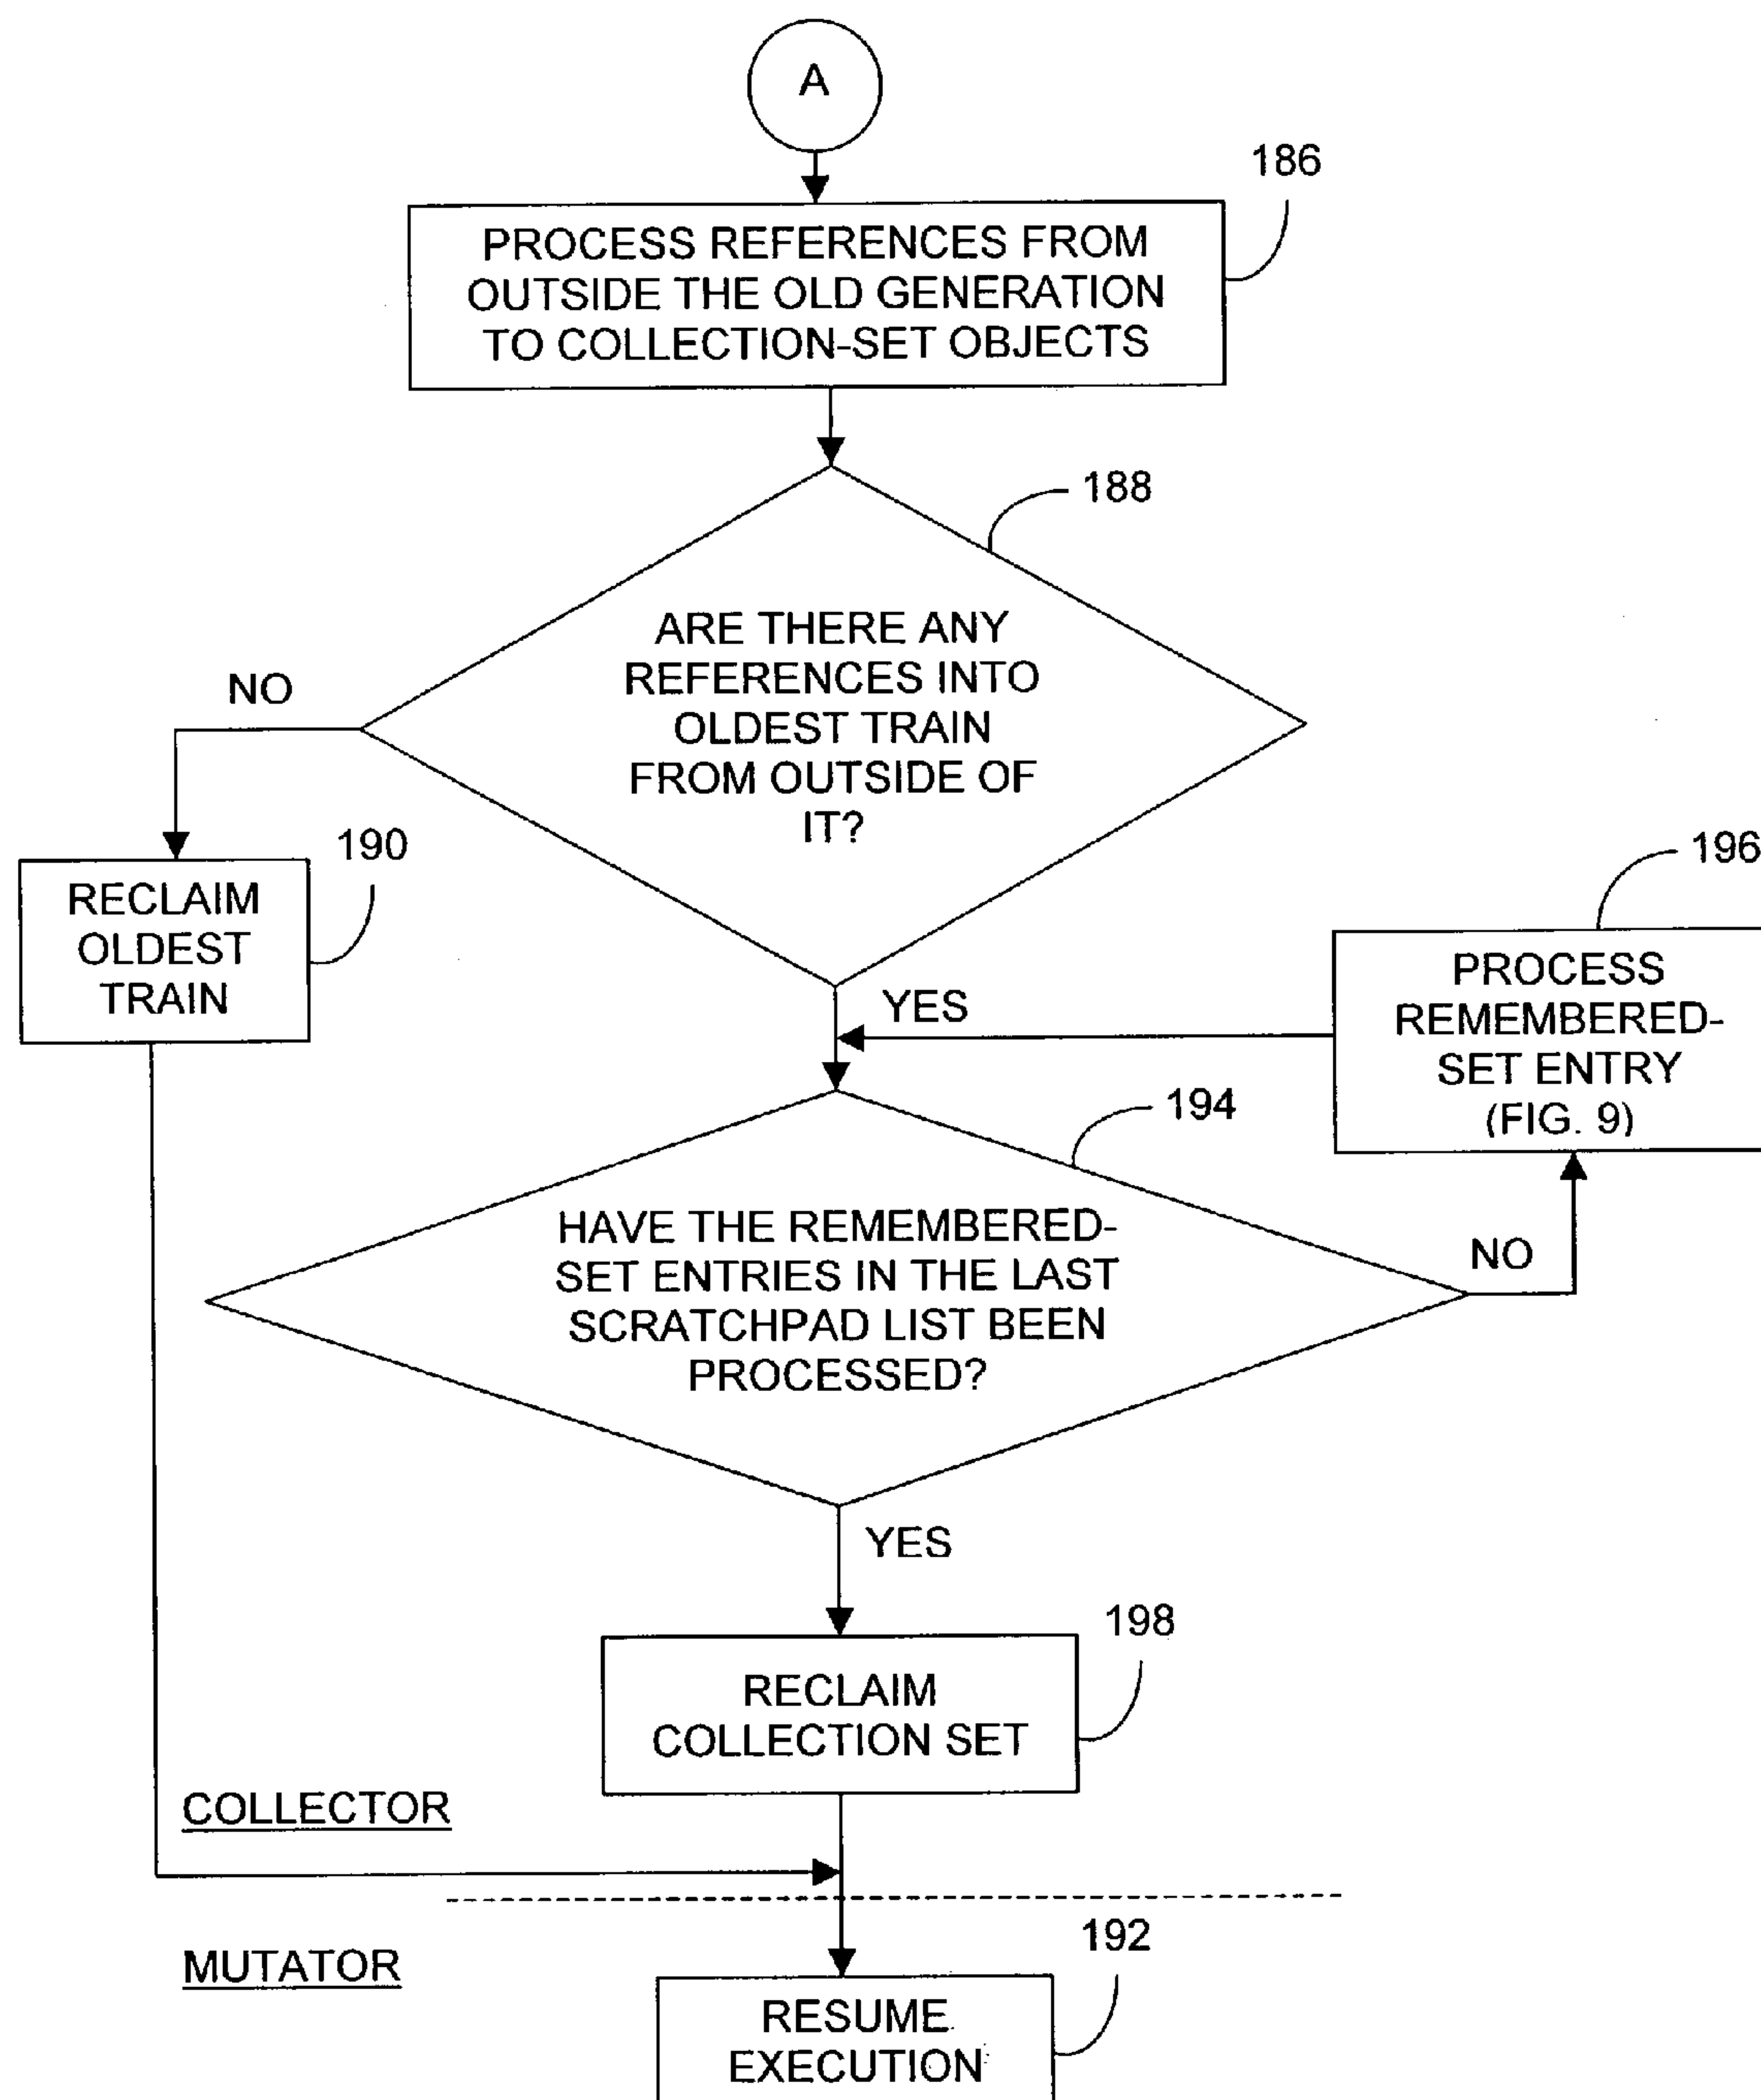 A
186
PROCESS REFERENCES FROM
OUTSIDE THE OLD GENERATION
TO COLLECTION-SET OBJECTS
188
ARE THERE ANY
REFERENCES INTO
OLDEST TRAIN
FROM OUTSIDE OF
IT?
NO
190
RECLAIM
OLDEST
TRAIN
YES
196
PROCESS
REMEMBERED-
SET ENTRY
(FIG. 9)
194
HAVE THE REMEMBERED-
SET ENTRIES IN THE LAST
SCRATCHPAD LIST BEEN
PROCESSED?
NO
YES
198
RECLAIM
COLLECTION SET
COLLECTOR
MUTATOR
192
RESUME
EXECUTION